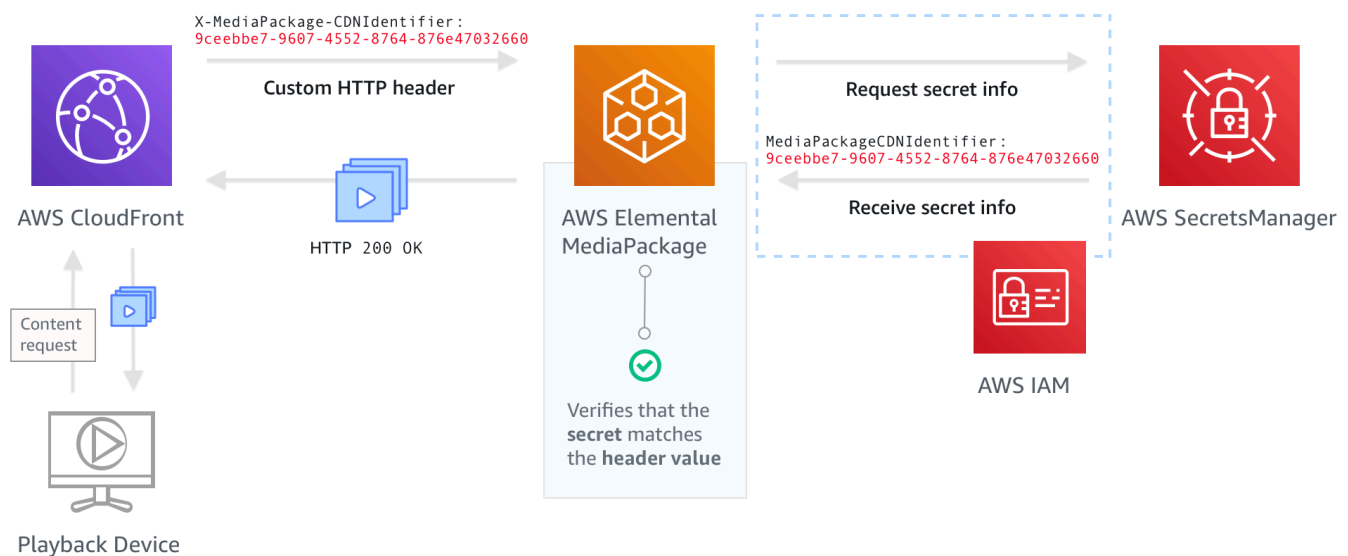 X-MediaPackage-CDNIdentifier:
9ceebbe7-9607-4552-8764-876e47032660
Custom HTTP header
Request secret info
MediaPackageCDNIdentifier:
9ceebbe7-9607-4552-8764-876e47032660
Receive secret info
AWS CloudFront
HTTP 200 OK
AWS Elemental
MediaPackage
AWS SecretsManager
Content
request
AWS IAM
Verifies that the
secret matches
the header value
Playback Device